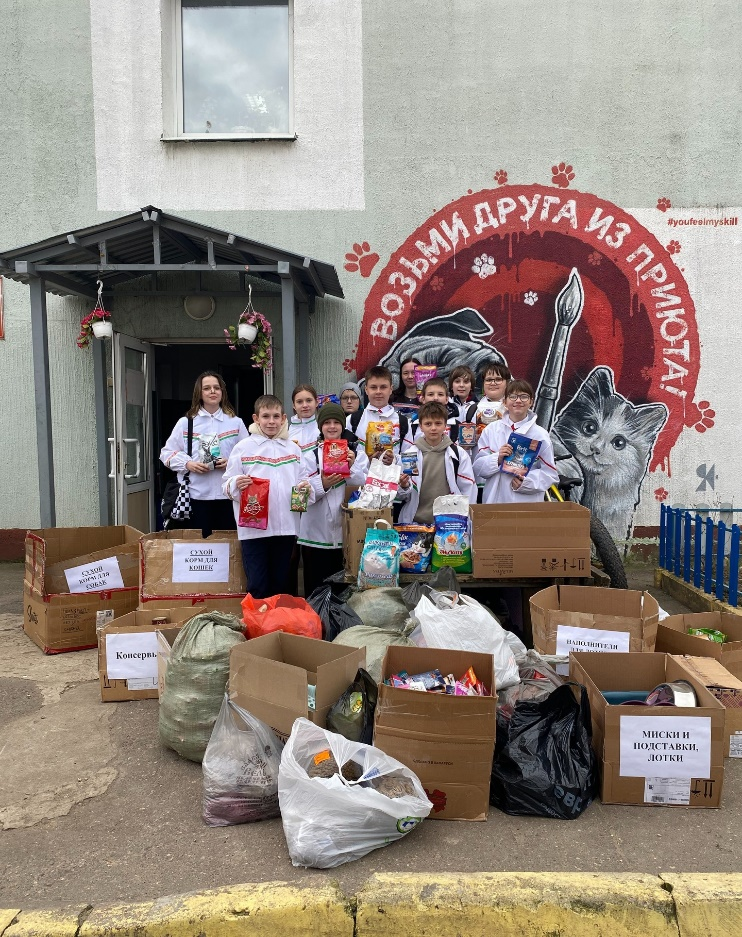 #youfeelmyskill
ВОЗЬМИ ДРУГА ИЗ ПРИЮТА!
СУХОЙ
КОРМ ДЛЯ
СОБАК
СУХОЙ
КОРМ ДЛЯ
КОШЕК
Консервы
НАПОЛНИТЕЛИ
МИСКИ И
ПОДСТАВКИ,
ЛОТКИ